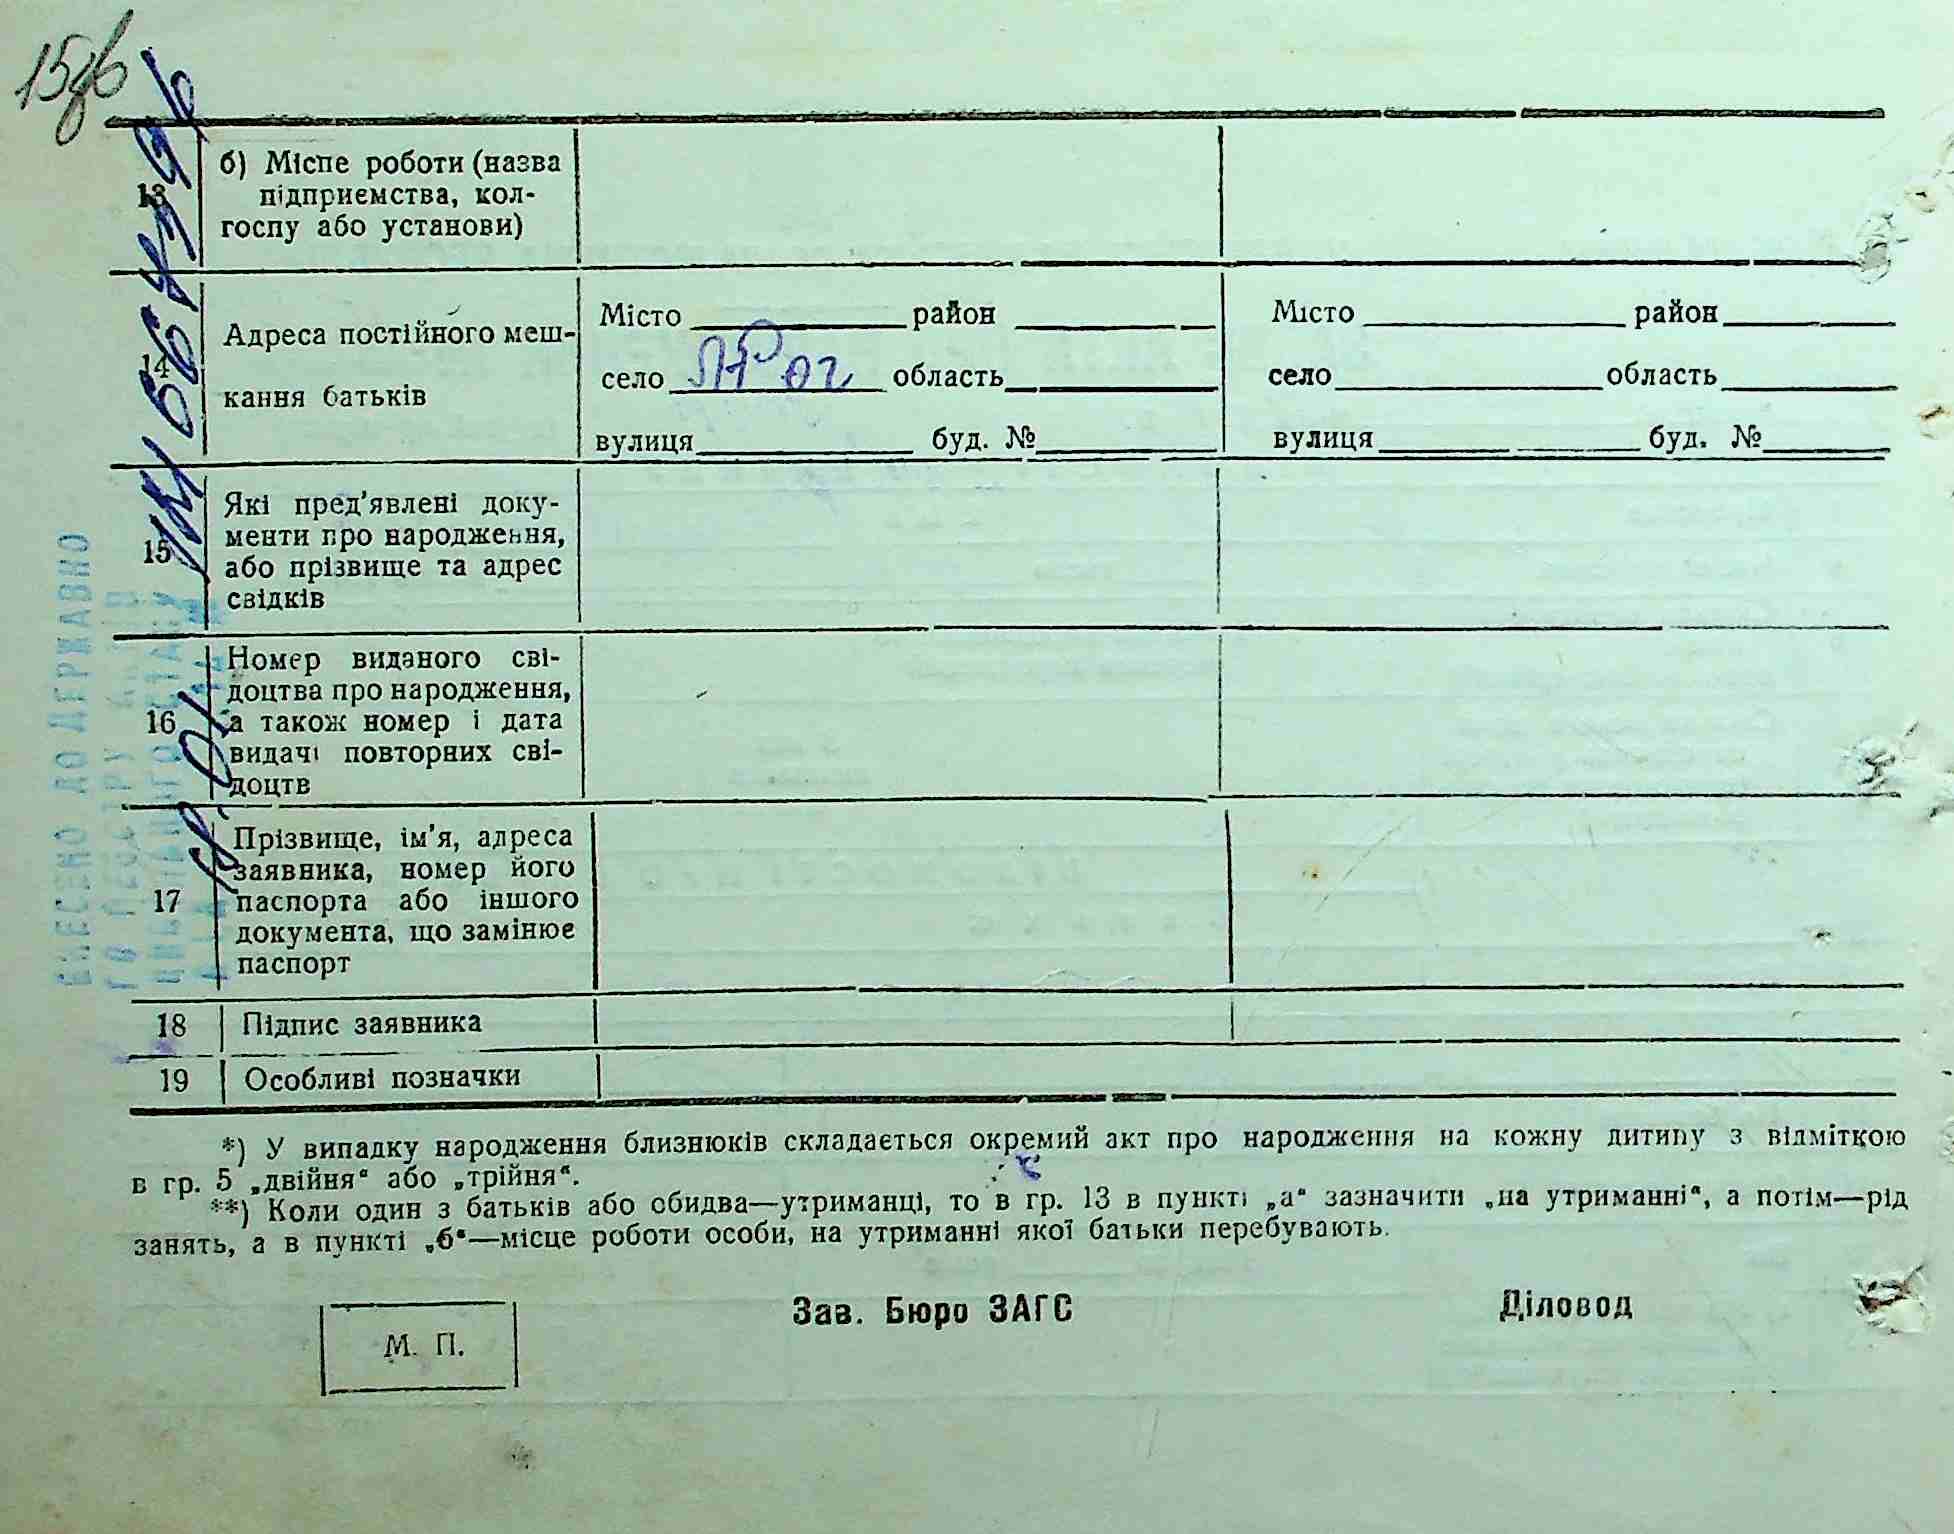 15зв
13 б) Місце роботи (назва
підприємства, кол-
госпу або установи)
14 Адреса постійного меш-
кання батьків
Місто район
село область
вулиця буд. №
Місто район
село область
вулиця буд. №
15 Які пред’явлені доку-
менти про народження,
або прізвище та адрес
свідків
16 Номер виданого сві-
доцтва про народження,
а також номер і дата
видачі повторних сві-
доцтв
17 Прізвище, ім’я, адреса
заявника, номер його
паспорта або іншого
документа, що замінює
паспорт
18 Підпис заявника
19 Особливі позначки
*) У випадку народження близнюків складається окремий акт про народження на кожну дитину з відміткою
в гр. 5 „двійня“ або „трійня“.
**) Коли один з батьків або обидва—утриманці, то в гр. 13 в пункті „а“ зазначити „на утриманні“, а потім—рід
занять, а в пункті „б“—місце роботи особи, на утриманні якої батьки перебувають.
Зав. Бюро ЗАГС
Діловод
М. П.
ВНЕСЕНО ДО ДЕРЖАВНО